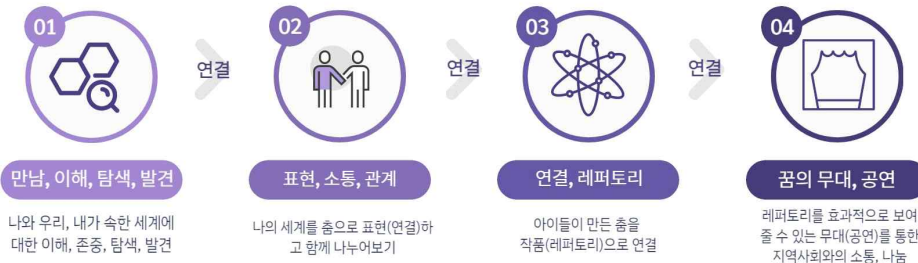 01
연결
02
연결
03
연결
04
만남, 이해, 탐색, 발견
표현, 소통, 관계
연결, 레퍼토리
꿈의 무대, 공연
나와 우리, 내가 속한 세계에
대한 이해, 존중, 탐색, 발견
나의 세계를 춤으로 표현(연결)하
고 함께 나누어보기
아이들이 만든 춤을
작품(레퍼토리)으로 연결
레퍼토리를 효과적으로 보여
줄 수 있는 무대(공연)를 통한
지역사회와의 소통, 나눔